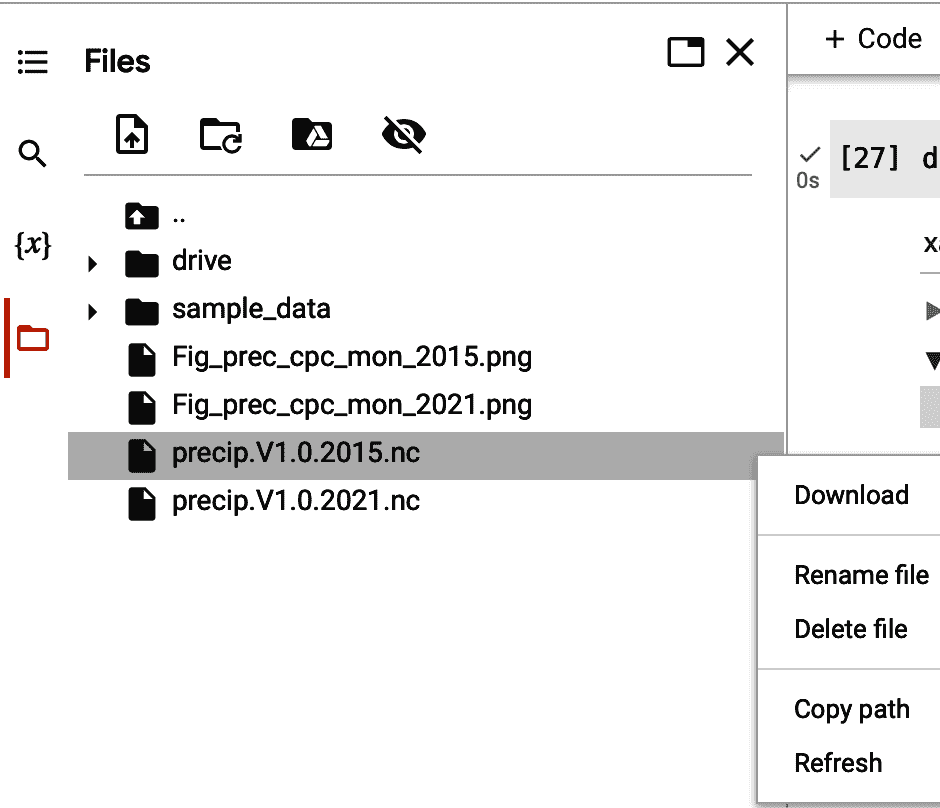 Files
+ Code
{x}
[27] d
0s
..
drive
sample_data
Fig_prec_cpc_mon_2015.png
Fig_prec_cpc_mon_2021.png
precip.V1.0.2015.nc
precip.V1.0.2021.nc
Download
Rename file
Delete file
Copy path
Refresh